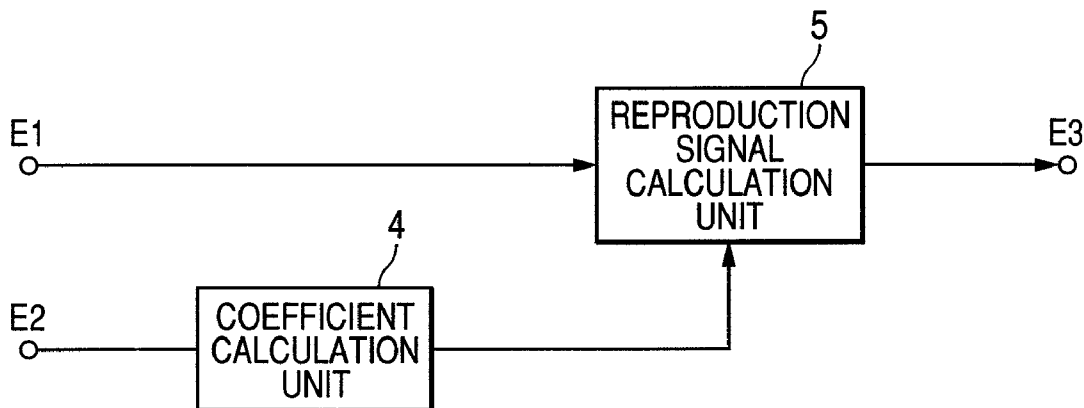 5
REPRODUCTION
SIGNAL
CALCULATION
UNIT
E1
E3
4
E2
COEFFICIENT
CALCULATION
UNIT